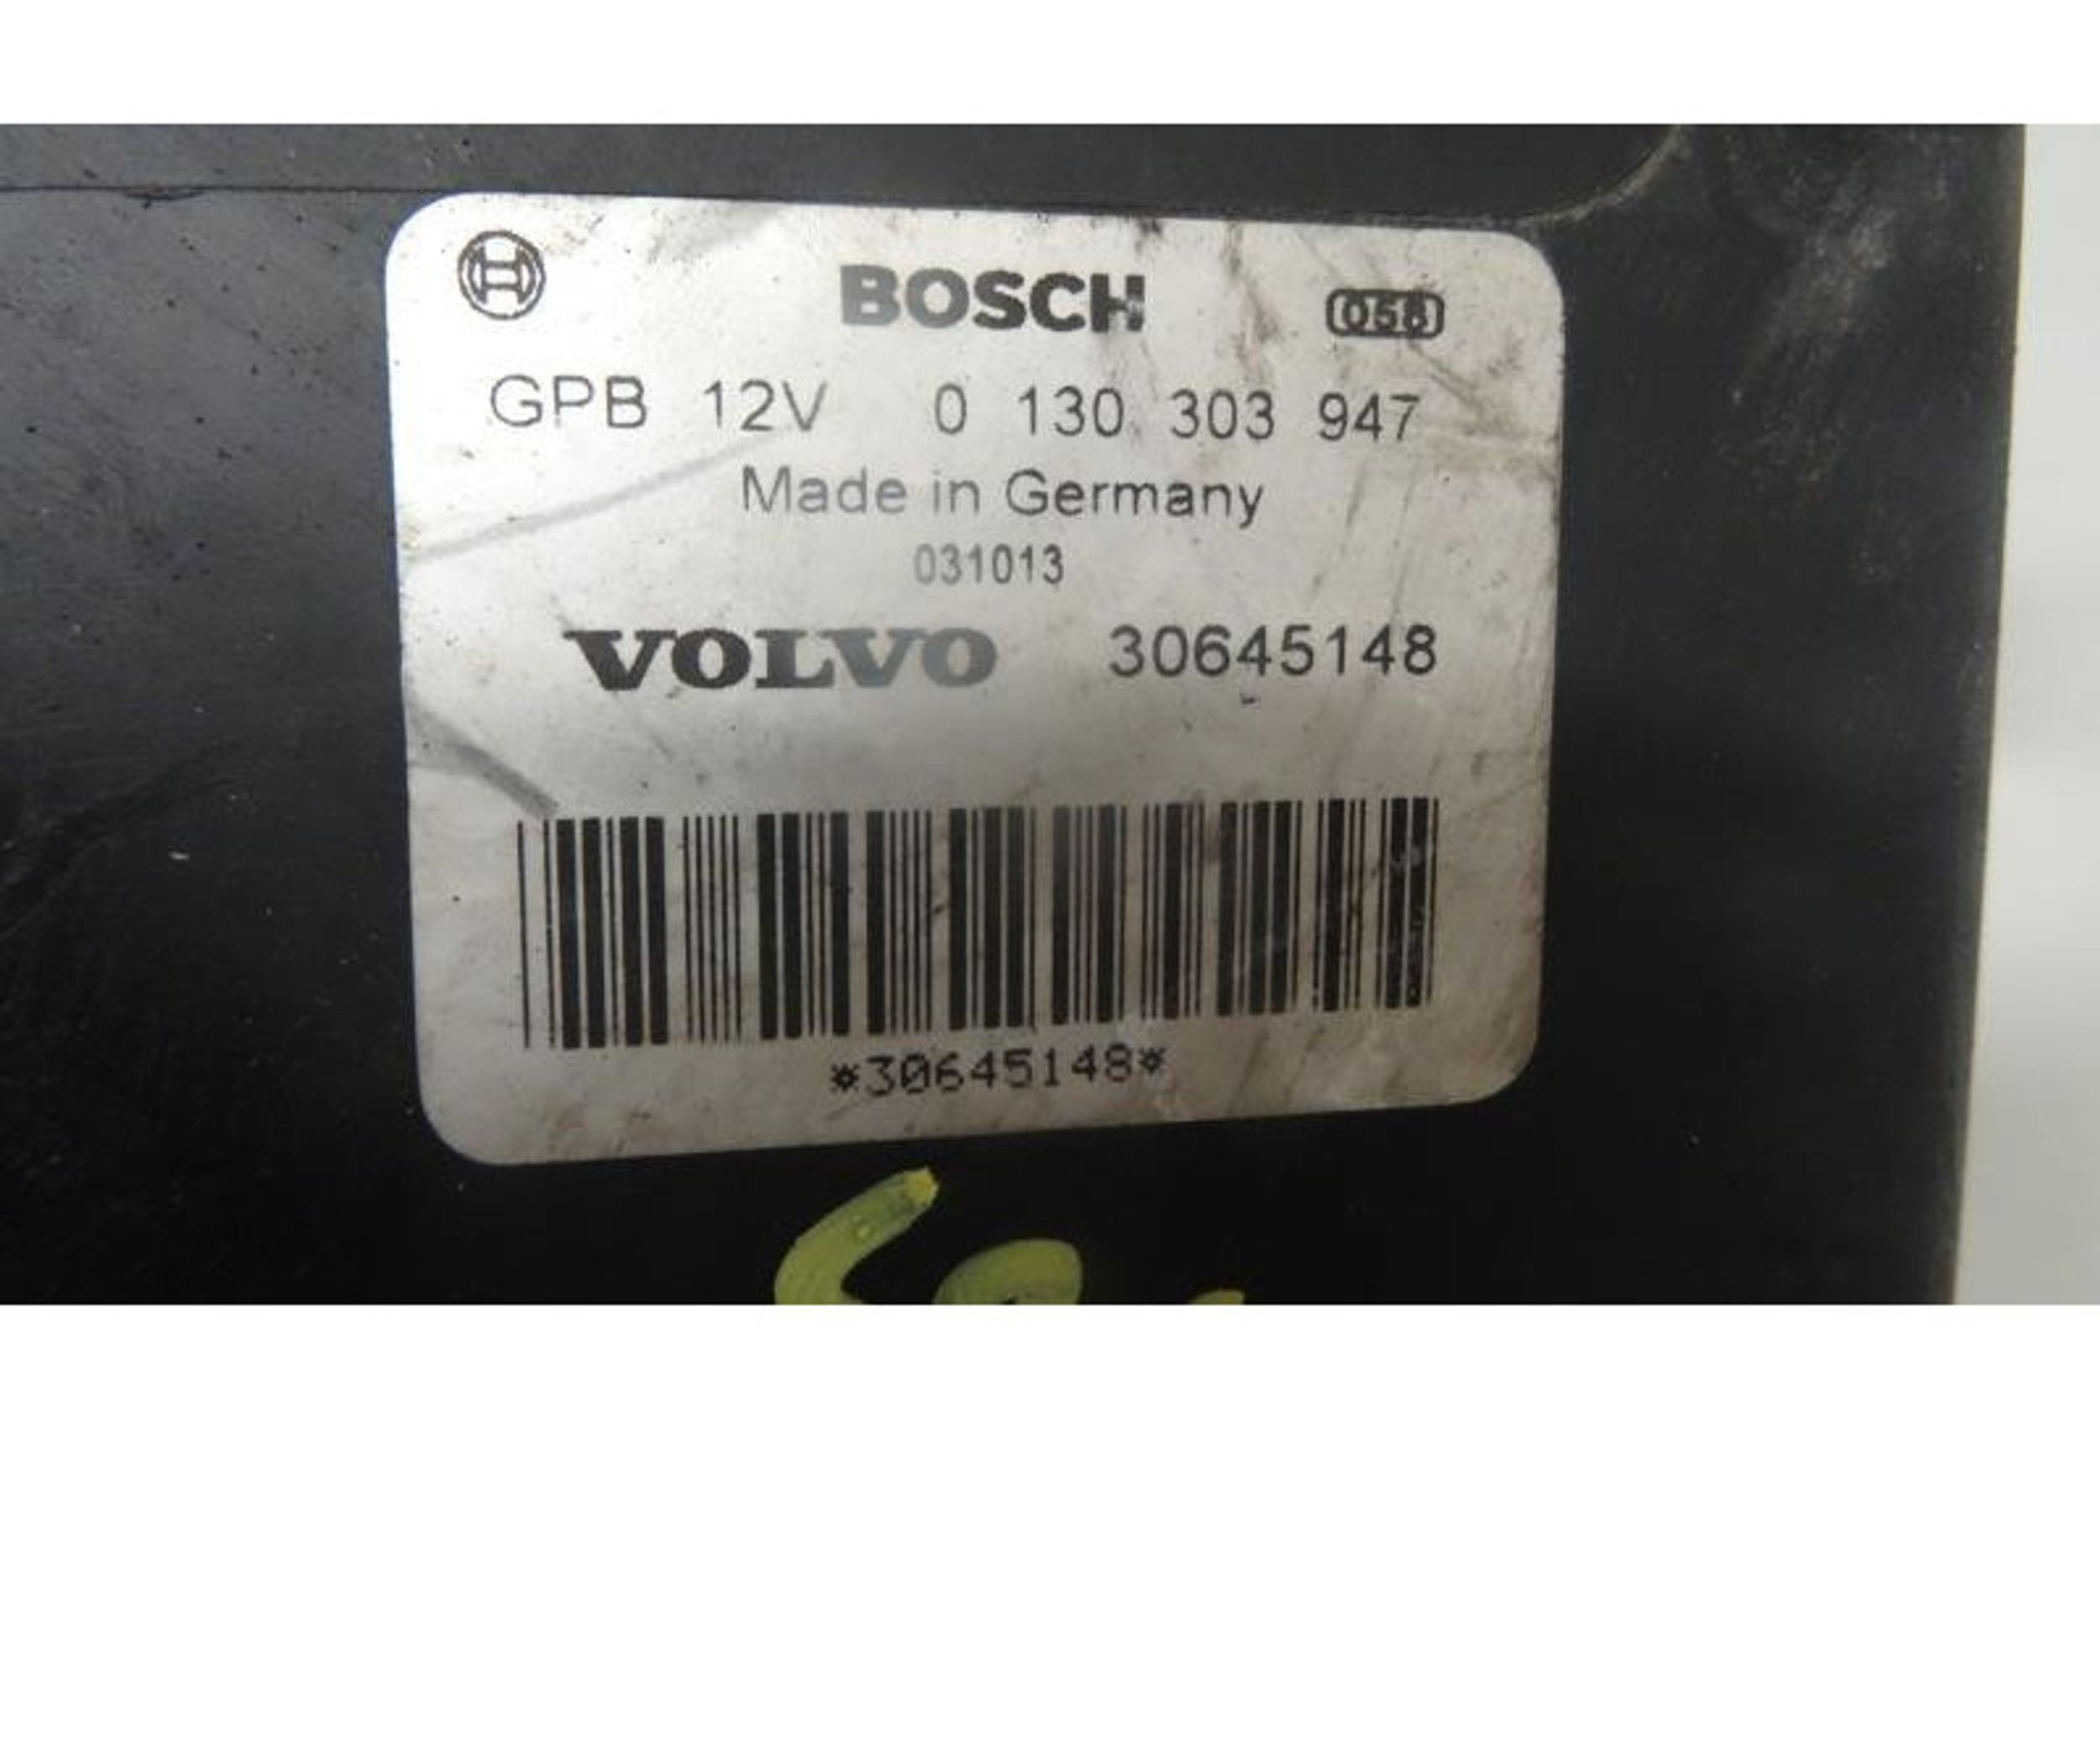 BOSCH 058
GPB 12V 0 130 303 947
Made in Germany
031013
VOLVO 30645148
*30645148*